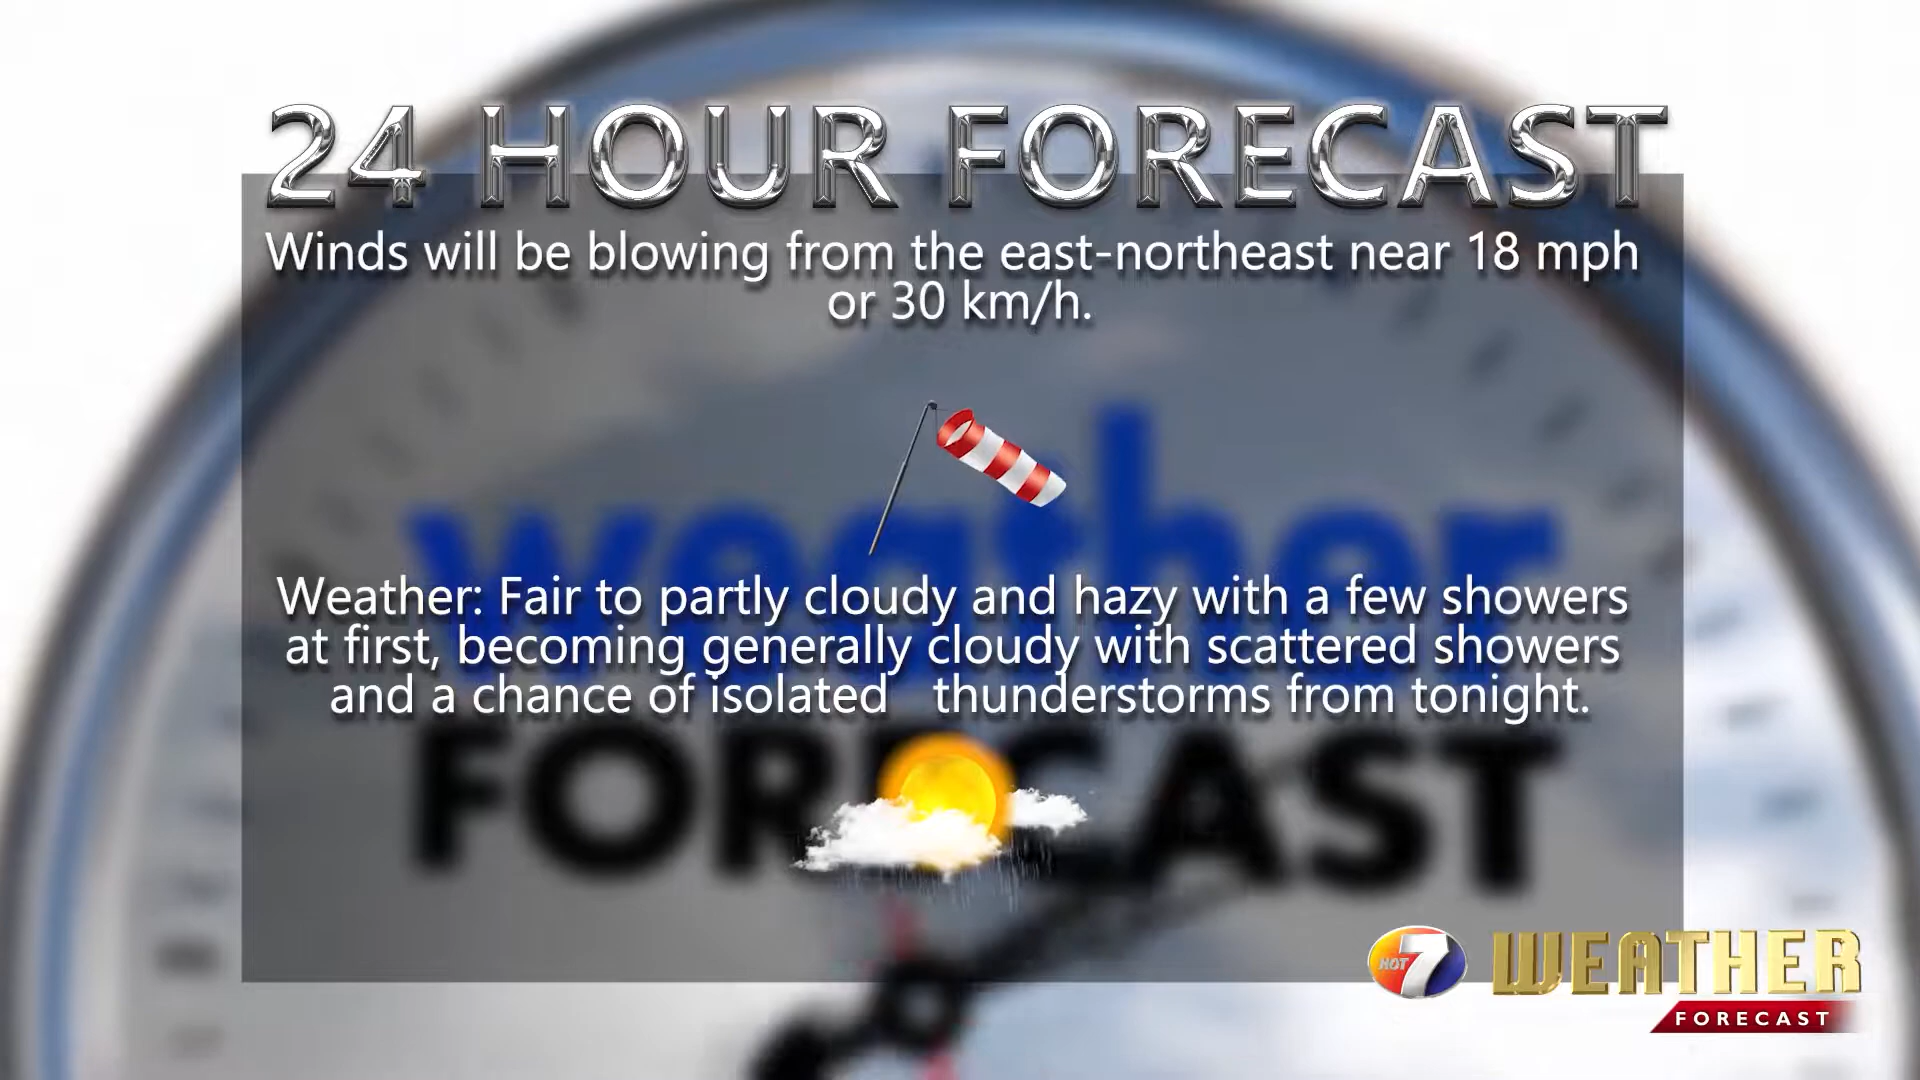 24 HOUR FORECAST
Winds will be blowing from the east-northeast near 18 mph
or 30 km/h.
weather
Weather: Fair to partly cloudy and hazy with a few showers
at first, becoming generally cloudy with scattered showers
and a chance of isolated   thunderstorms from tonight.
FORECAST
HOT 7 WEATHER
FORECAST